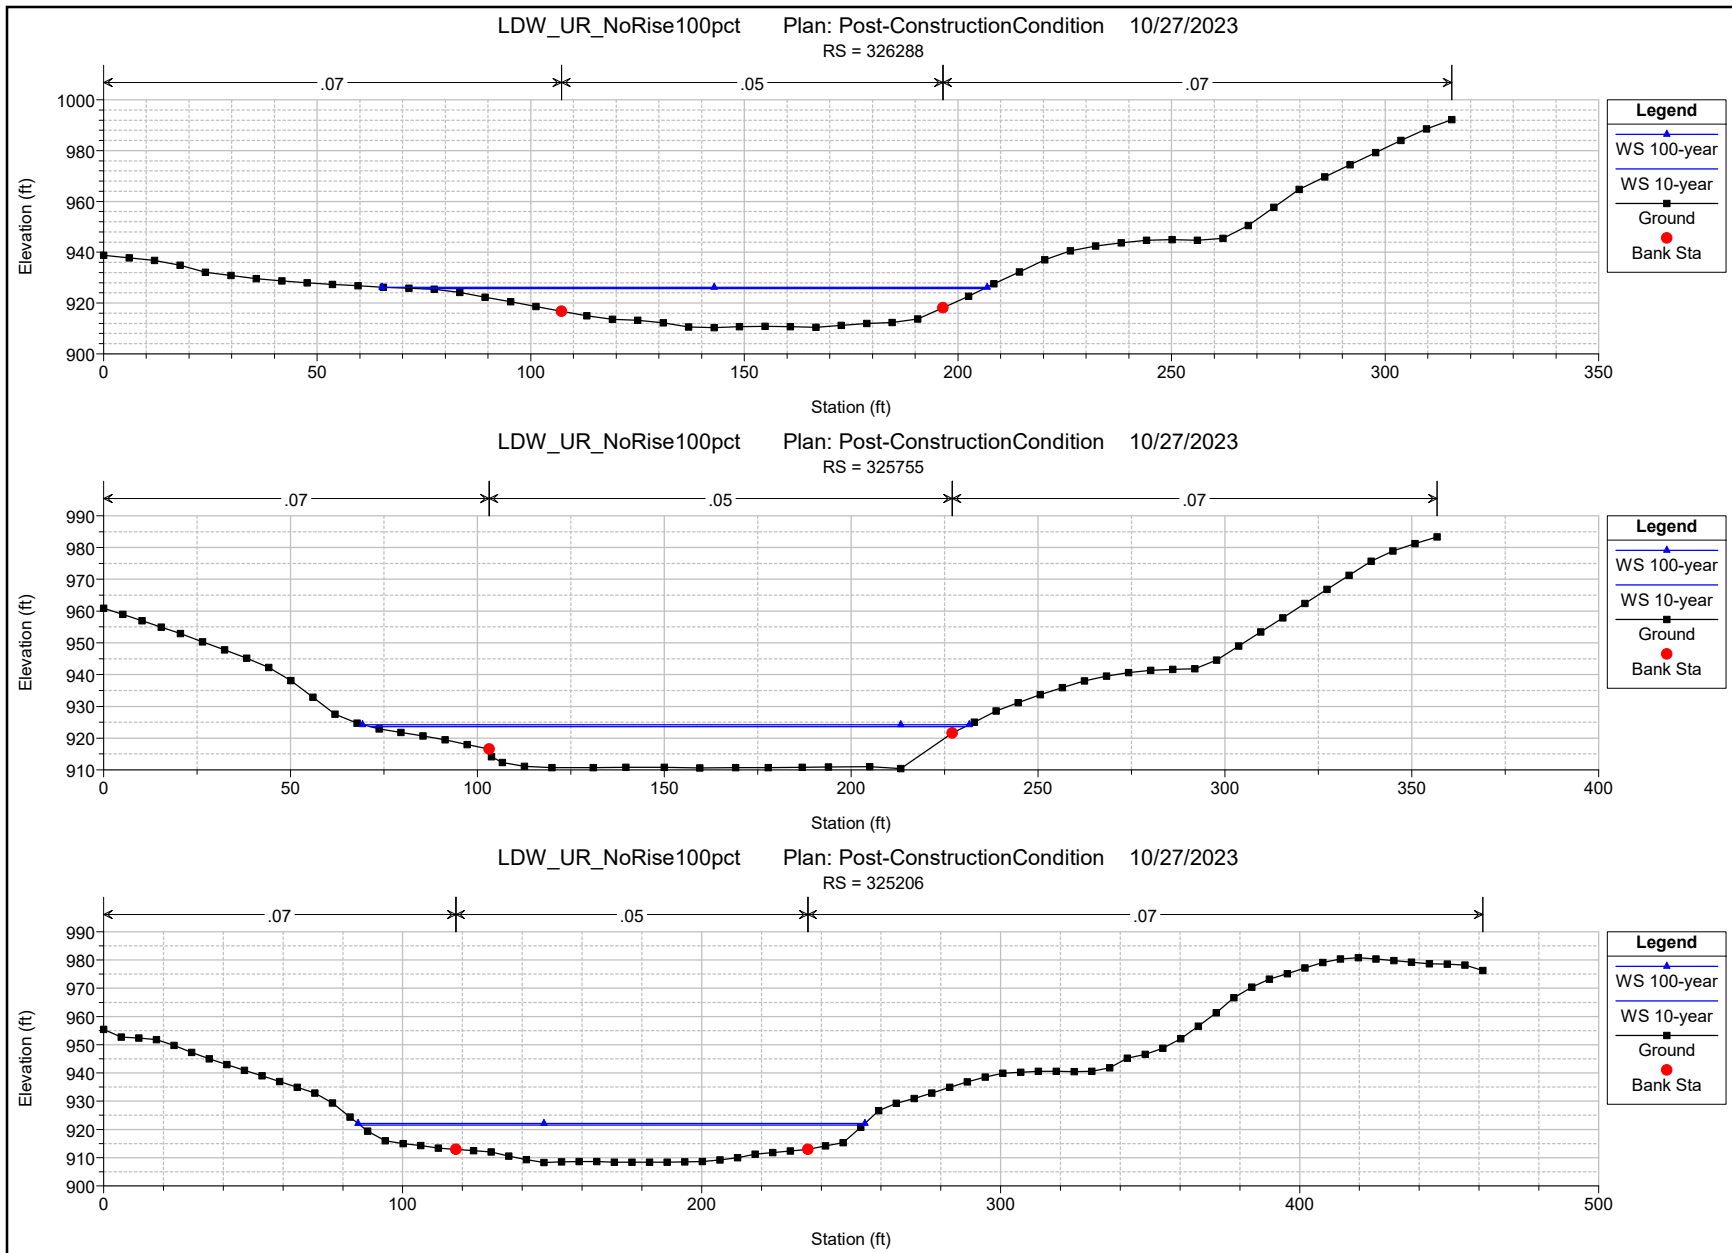 LDW_UR_NoRise100pct Plan: Post-ConstructionCondition 10/27/2023
RS = 326288
.07 .05 .07
1000
980
960
940
920
900
Elevation (ft)
0 50 100 150 200 250 300 350
Station (ft)
Legend
WS 100-year
WS 10-year
Ground
Bank Sta
LDW_UR_NoRise100pct Plan: Post-ConstructionCondition 10/27/2023
RS = 325755
.07 .05 .07
990
980
970
960
950
940
930
920
910
Elevation (ft)
0 50 100 150 200 250 300 350 400
Station (ft)
Legend
WS 100-year
WS 10-year
Ground
Bank Sta
LDW_UR_NoRise100pct Plan: Post-ConstructionCondition 10/27/2023
RS = 325206
.07 .05 .07
990
980
970
960
950
940
930
920
910
900
Elevation (ft)
0 100 200 300 400 500
Station (ft)
Legend
WS 100-year
WS 10-year
Ground
Bank Sta